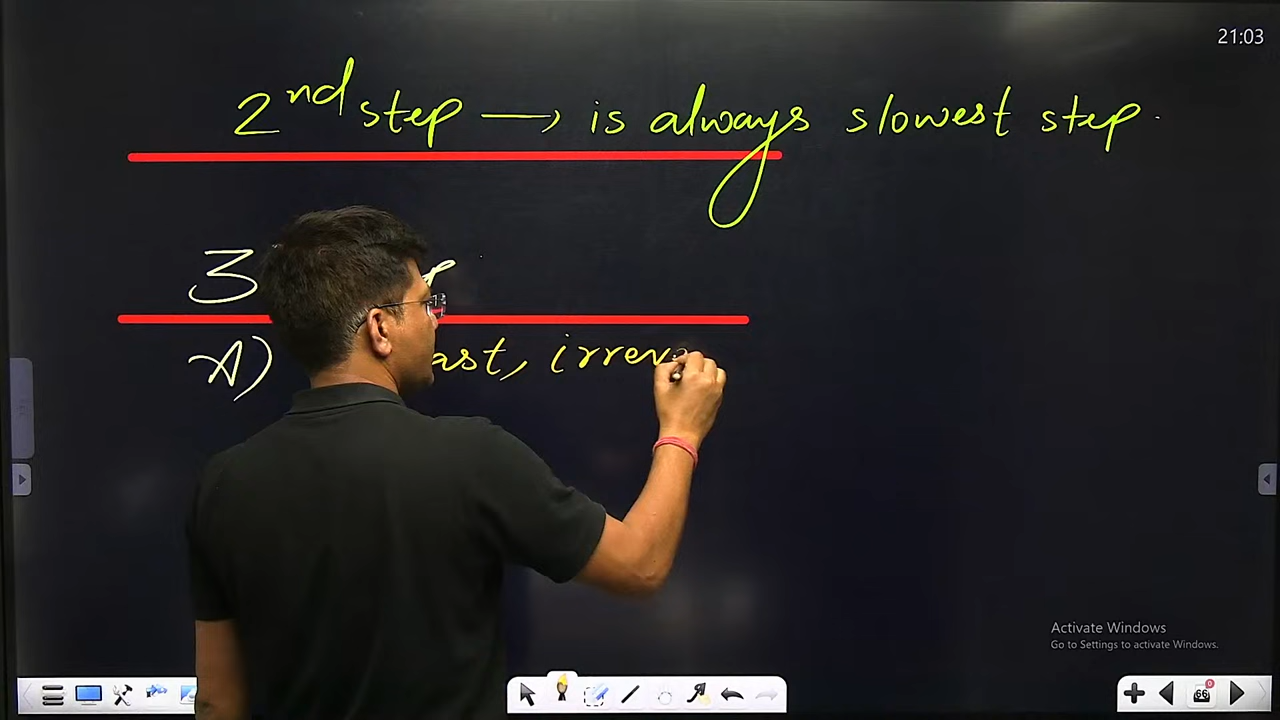 21:03
2nd step → is always slowest step.
3
A) ast, irrev
Activate Windows
Go to Settings to activate Windows.
66